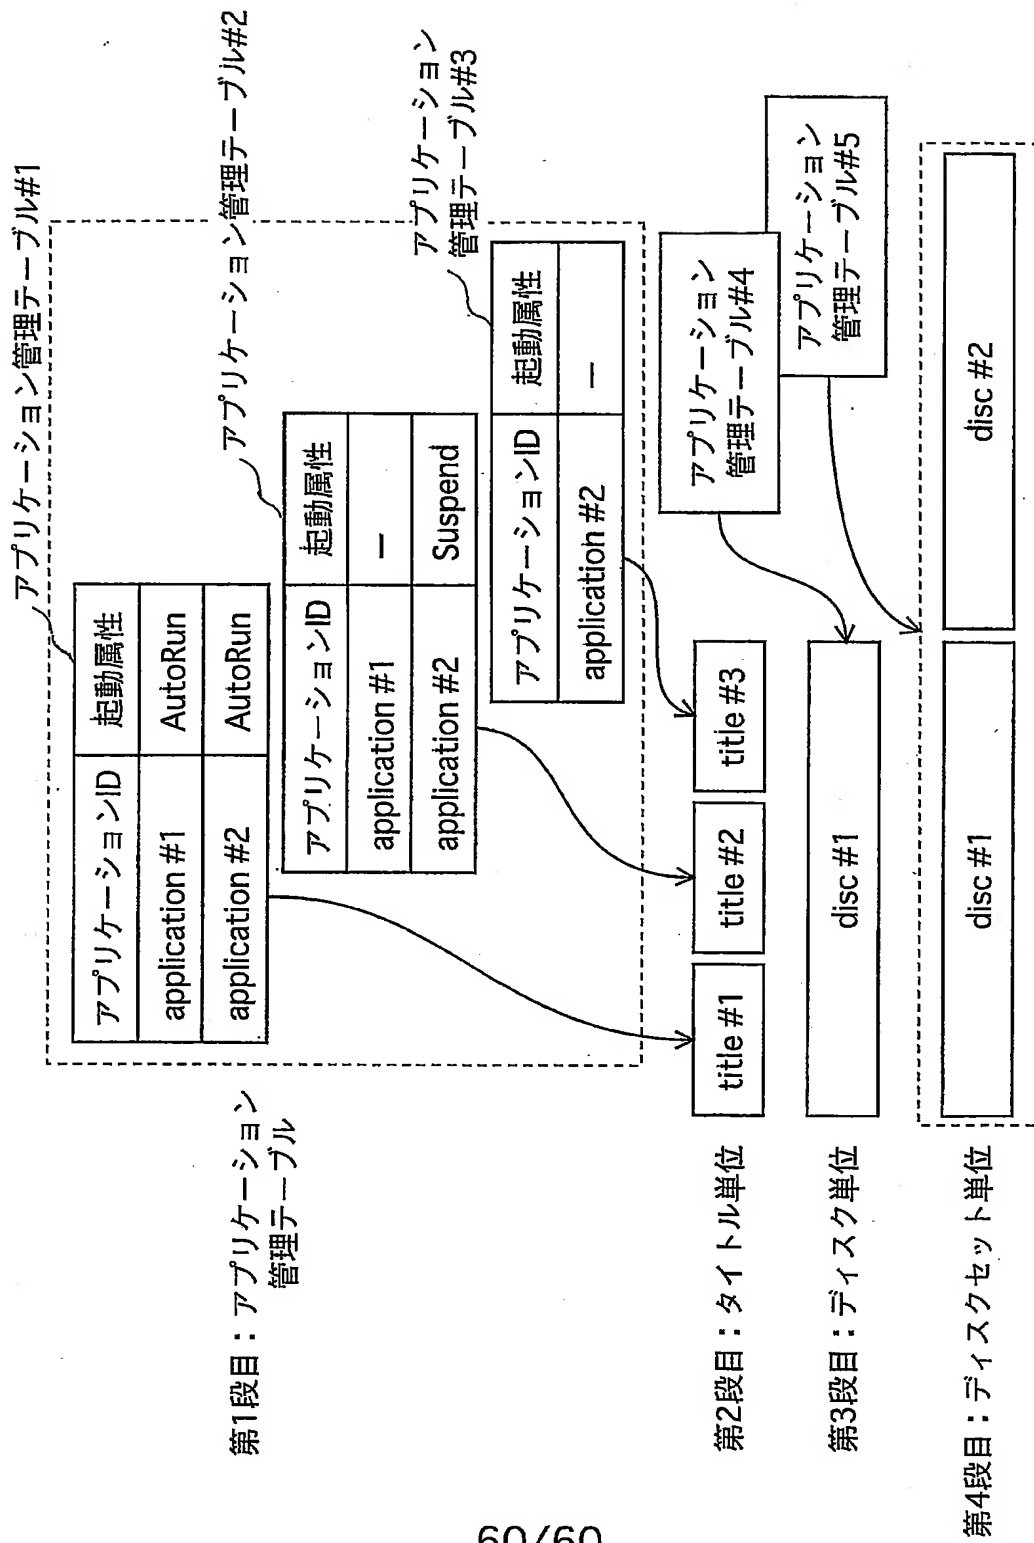 アプリケーション管理テーブル#1
アプリケーション管理テーブル#2
アプリケーション
管理テーブル#3
第1段目：アプリケーション
管理テーブル
アプリケーションID 起動属性
application #1 AutoRun
application #2 AutoRun
アプリケーションID 起動属性
application #1 —
application #2 Suspend
アプリケーションID 起動属性
application #2 —
アプリケーション
管理テーブル#4
アプリケーション
管理テーブル#5
第2段目：タイトル単位
title #1 title #2 title #3
第3段目：ディスク単位
disc #1
第4段目：ディスクセット単位
disc #1 disc #2
60/60